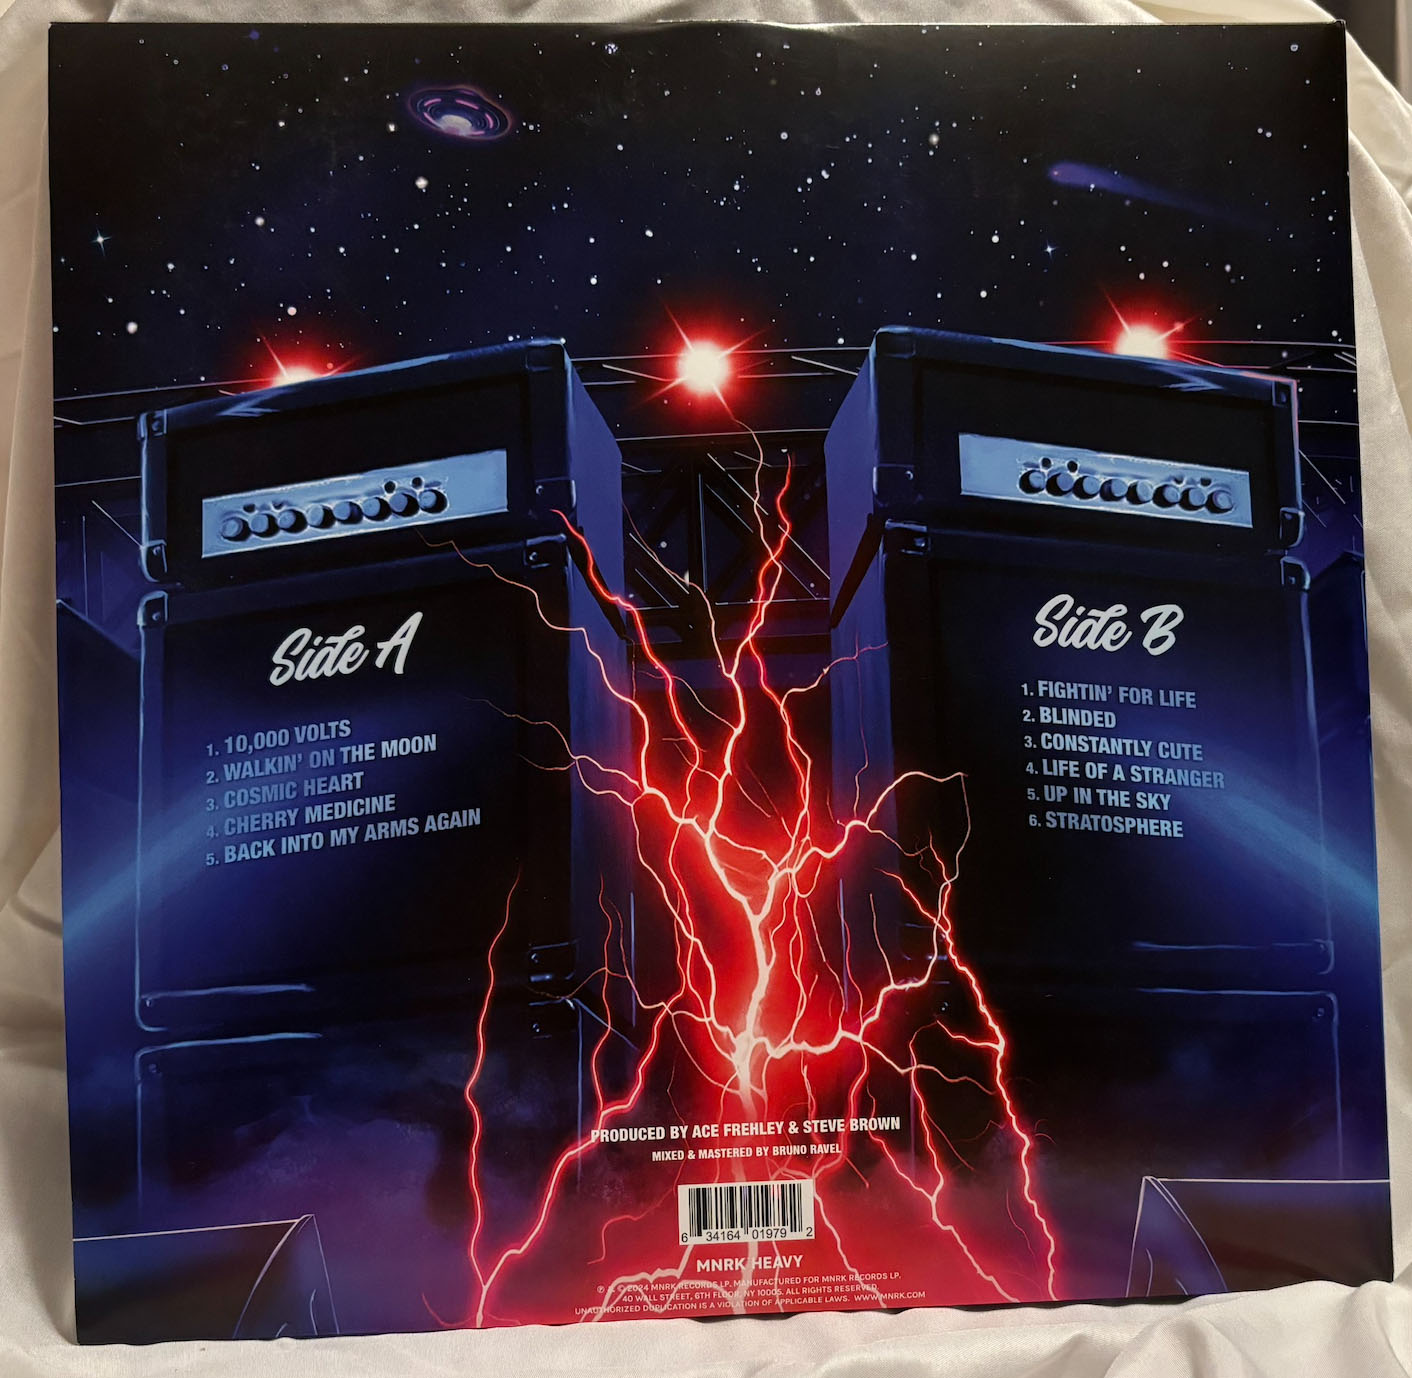 Side A
1. 10,000 VOLTS
2. WALKIN' ON THE MOON
3. COSMIC HEART
4. CHERRY MEDICINE
5. BACK INTO MY ARMS AGAIN
Side B
1. FIGHTIN' FOR LIFE
2. BLINDED
3. CONSTANTLY CUTE
4. LIFE OF A STRANGER
5. UP IN THE SKY
6. STRATOSPHERE
PRODUCED BY ACE FREHLEY & STEVE BROWN
MIXED & MASTERED BY BRUNO RAVEL
6 34164 01979 2
MNRK HEAVY
℗ & © 2024 MNRK RECORDS LP. MANUFACTURED FOR MNRK RECORDS LP.
40 WALL STREET, 6TH FLOOR, NY 10005. ALL RIGHTS RESERVED.
UNAUTHORIZED DUPLICATION IS A VIOLATION OF APPLICABLE LAWS. WWW.MNRK.COM